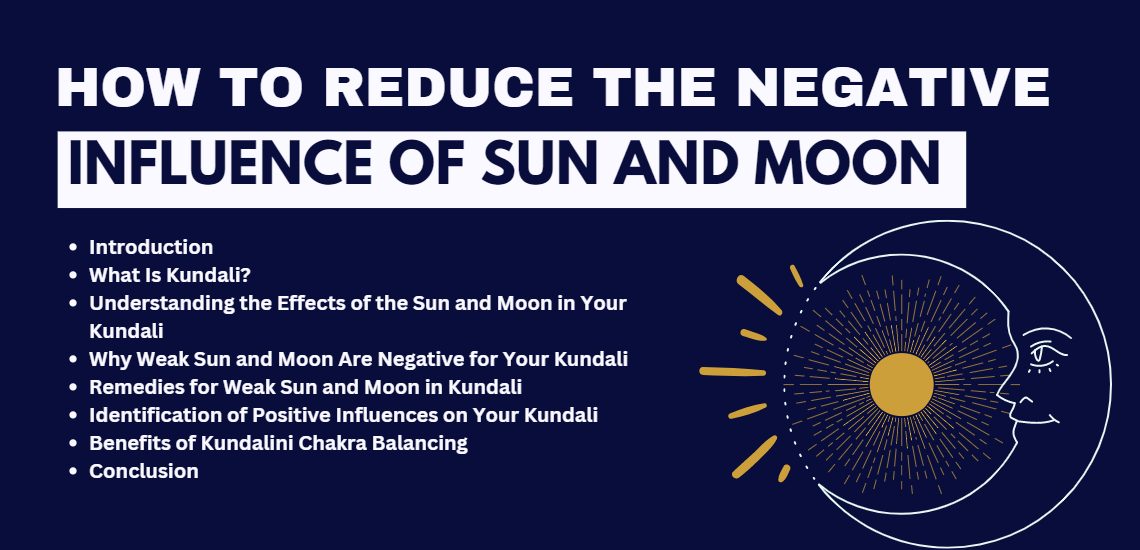 HOW TO REDUCE THE NEGATIVE
INFLUENCE OF SUN AND MOON
• Introduction
• What Is Kundali?
• Understanding the Effects of the Sun and Moon in Your
Kundali
• Why Weak Sun and Moon Are Negative for Your Kundali
• Remedies for Weak Sun and Moon in Kundali
• Identification of Positive Influences on Your Kundali
• Benefits of Kundalini Chakra Balancing
• Conclusion